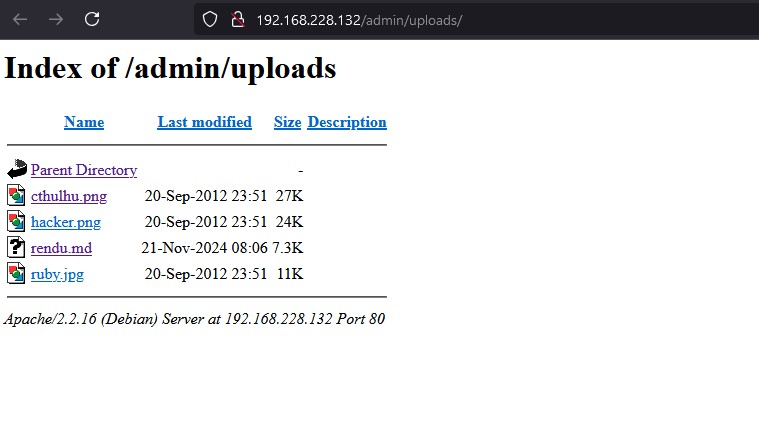 192.168.228.132/admin/uploads/
Index of /admin/uploads
Name Last modified Size Description
Parent Directory -
cthulhu.png 20-Sep-2012 23:51 27K
hacker.png 20-Sep-2012 23:51 24K
rendu.md 21-Nov-2024 08:06 7.3K
ruby.jpg 20-Sep-2012 23:51 11K
Apache/2.2.16 (Debian) Server at 192.168.228.132 Port 80